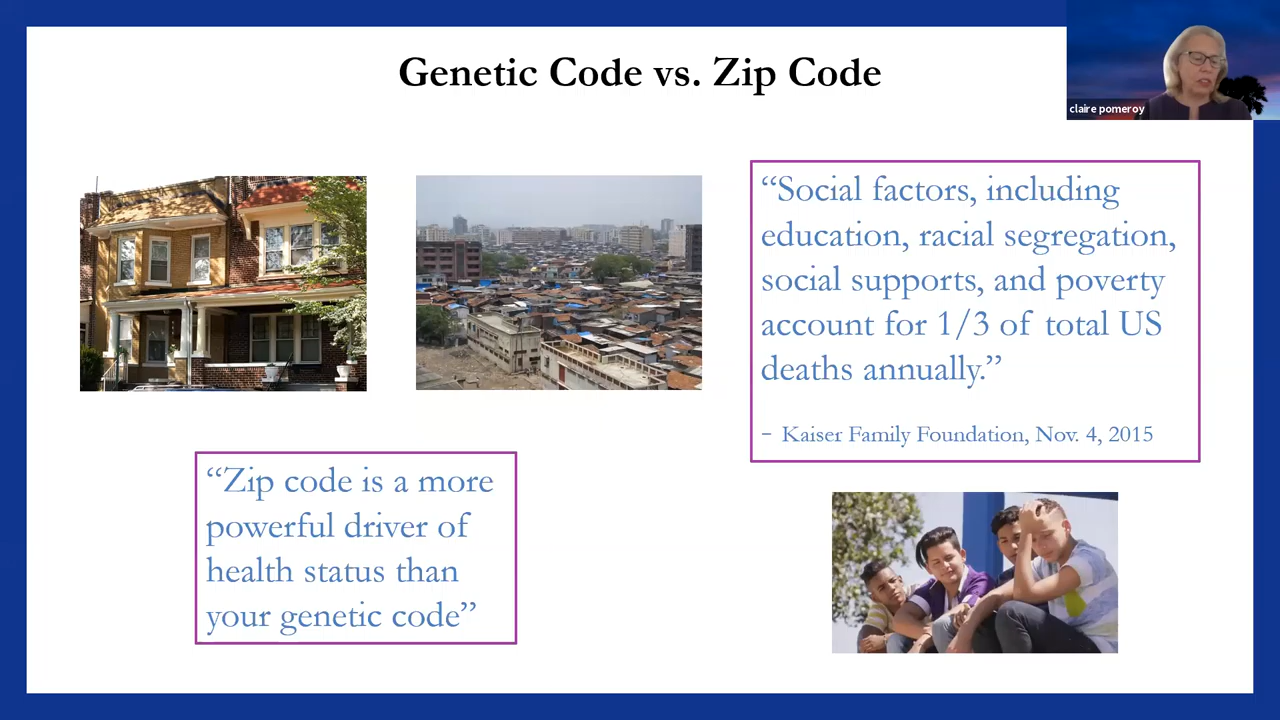 Genetic Code vs. Zip Code
claire pomeroy
“Social factors, including
education, racial segregation,
social supports, and poverty
account for 1/3 of total US
deaths annually.”
- Kaiser Family Foundation, Nov. 4, 2015
“Zip code is a more
powerful driver of
health status than
your genetic code”